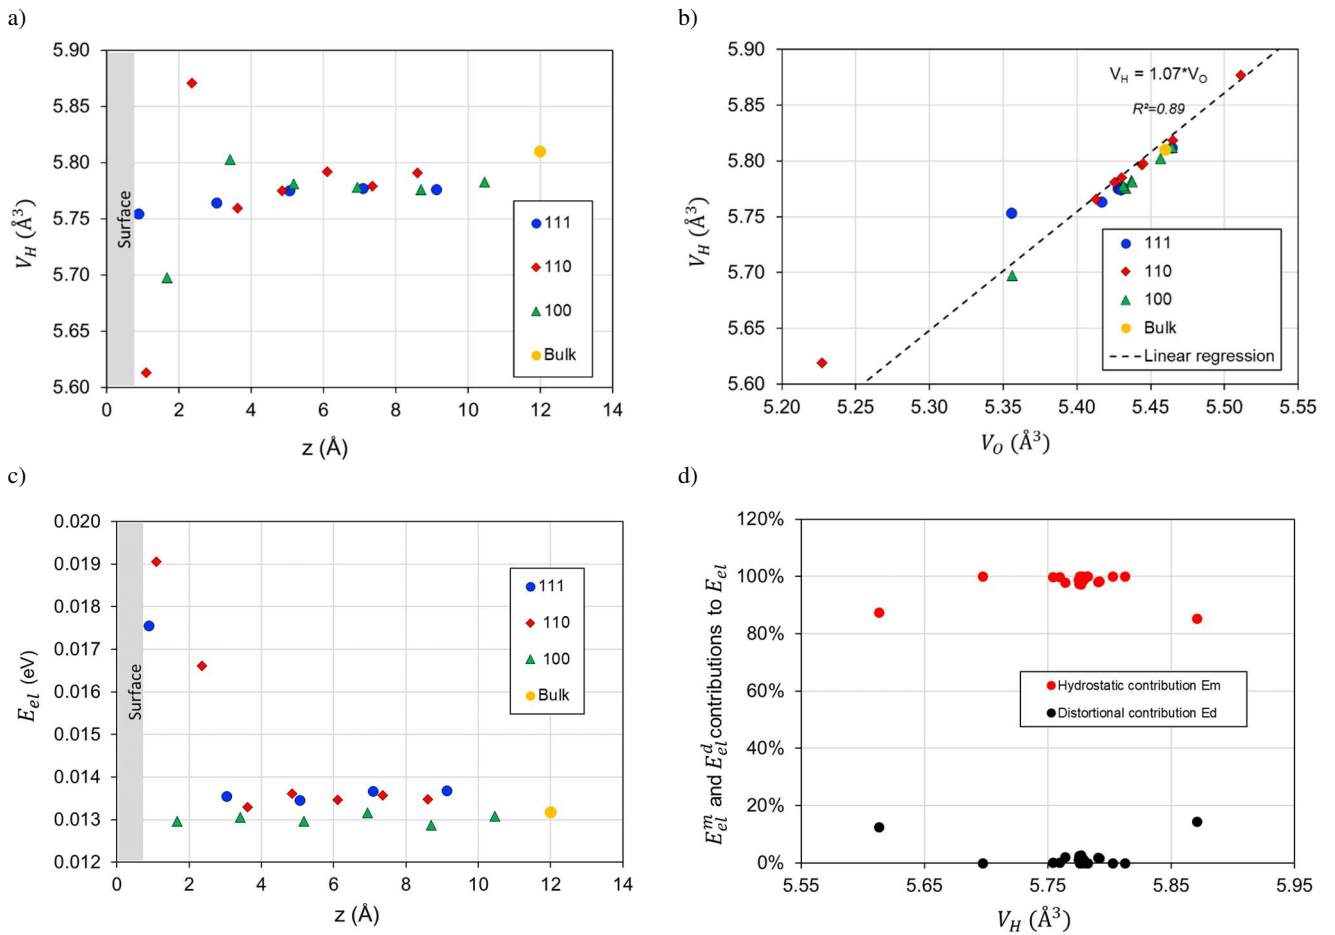 a)
5.90
5.85
5.80
5.75
5.70
5.65
5.60
V_H (Å³)
Surface
111
110
100
Bulk
0 2 4 6 8 10 12 14
z (Å)
b)
5.90
5.85
5.80
5.75
5.70
5.65
5.60
V_H (Å³)
V_H = 1.07*V_O
R²=0.89
111
110
100
Bulk
Linear regression
5.20 5.25 5.30 5.35 5.40 5.45 5.50 5.55
V_O (Å³)
c)
0.020
0.019
0.018
0.017
0.016
0.015
0.014
0.013
0.012
E_el (eV)
Surface
111
110
100
Bulk
0 2 4 6 8 10 12 14
z (Å)
d)
120%
100%
80%
60%
40%
20%
0%
E_el^m and E_el^d contributions to E_el
Hydrostatic contribution Em
Distortional contribution Ed
5.55 5.65 5.75 5.85 5.95
V_H (Å³)